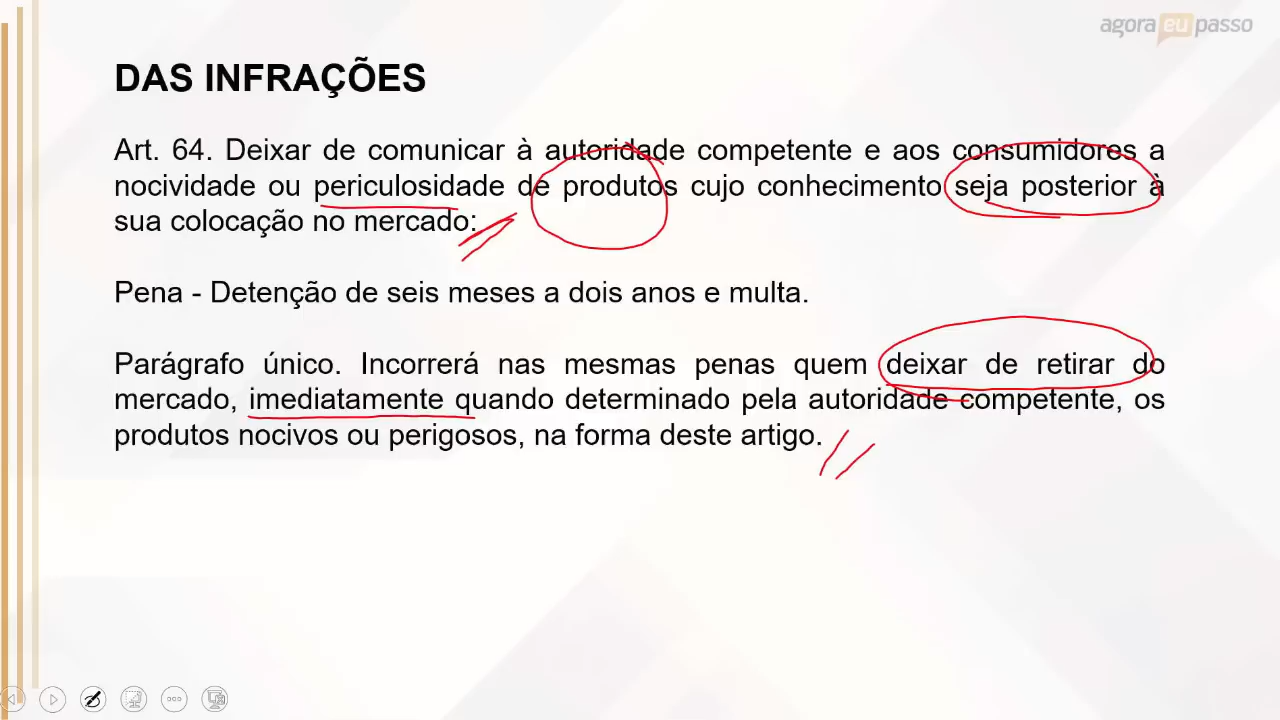 agora eu passo
DAS INFRAÇÕES
Art. 64. Deixar de comunicar à autoridade competente e aos consumidores a
nocividade ou periculosidade de produtos cujo conhecimento seja posterior à
sua colocação no mercado:
Pena - Detenção de seis meses a dois anos e multa.
Parágrafo único. Incorrerá nas mesmas penas quem deixar de retirar do
mercado, imediatamente quando determinado pela autoridade competente, os
produtos nocivos ou perigosos, na forma deste artigo.